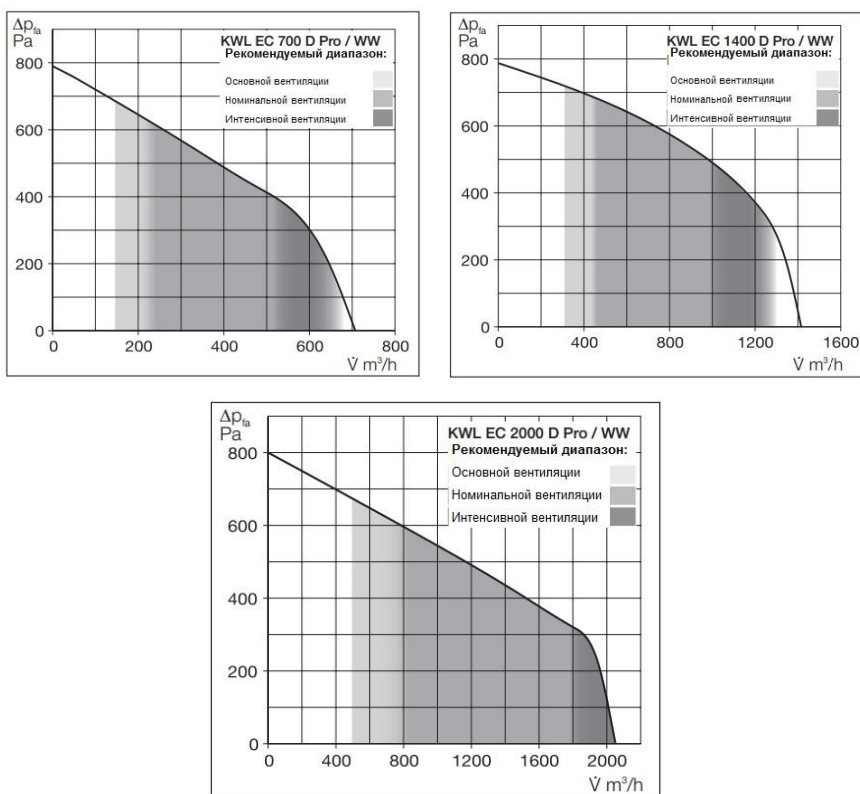 Δp_fa
Pa
KWL EC 700 D Pro / WW
Рекомендуемый диапазон:
Основной вентиляции
Номинальной вентиляции
Интенсивной вентиляции
800
600
400
200
0
0 200 400 600 800
V̇ m³/h
Δp_fa
Pa
KWL EC 1400 D Pro / WW
Рекомендуемый диапазон:
Основной вентиляции
Номинальной вентиляции
Интенсивной вентиляции
800
600
400
200
0
0 400 800 1200 1600
V̇ m³/h
Δp_fa
Pa
KWL EC 2000 D Pro / WW
Рекомендуемый диапазон:
Основной вентиляции
Номинальной вентиляции
Интенсивной вентиляции
800
600
400
200
0
0 400 800 1200 1600 2000
V̇ m³/h